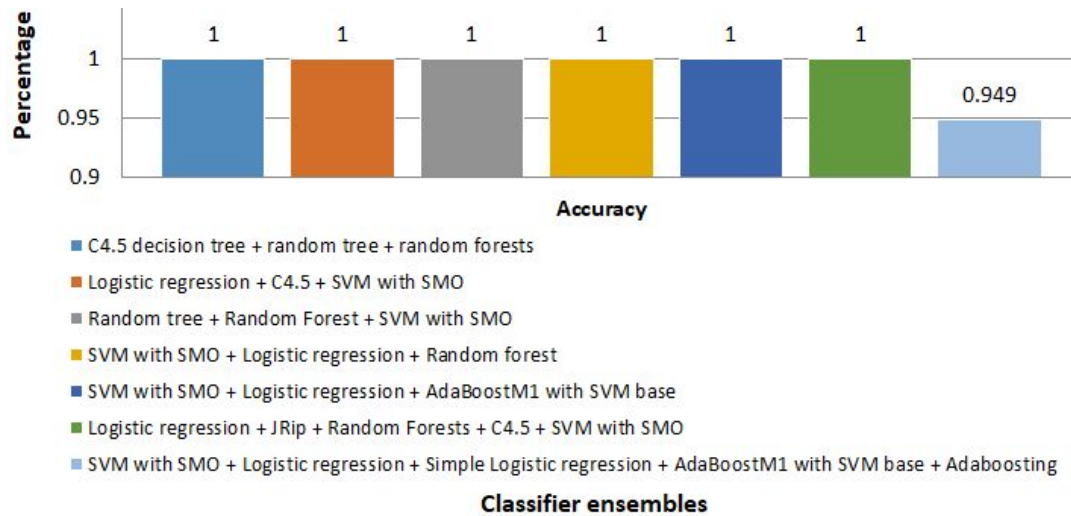 1 1 1 1 1 1
Percentage
1
0.949
0.95
0.9
Accuracy
C4.5 decision tree + random tree + random forests
Logistic regression + C4.5 + SVM with SMO
Random tree + Random Forest + SVM with SMO
SVM with SMO + Logistic regression + Random forest
SVM with SMO + Logistic regression + AdaBoostM1 with SVM base
Logistic regression + JRip + Random Forests + C4.5 + SVM with SMO
SVM with SMO + Logistic regression + Simple Logistic regression + AdaBoostM1 with SVM base + Adaboosting
Classifier ensembles